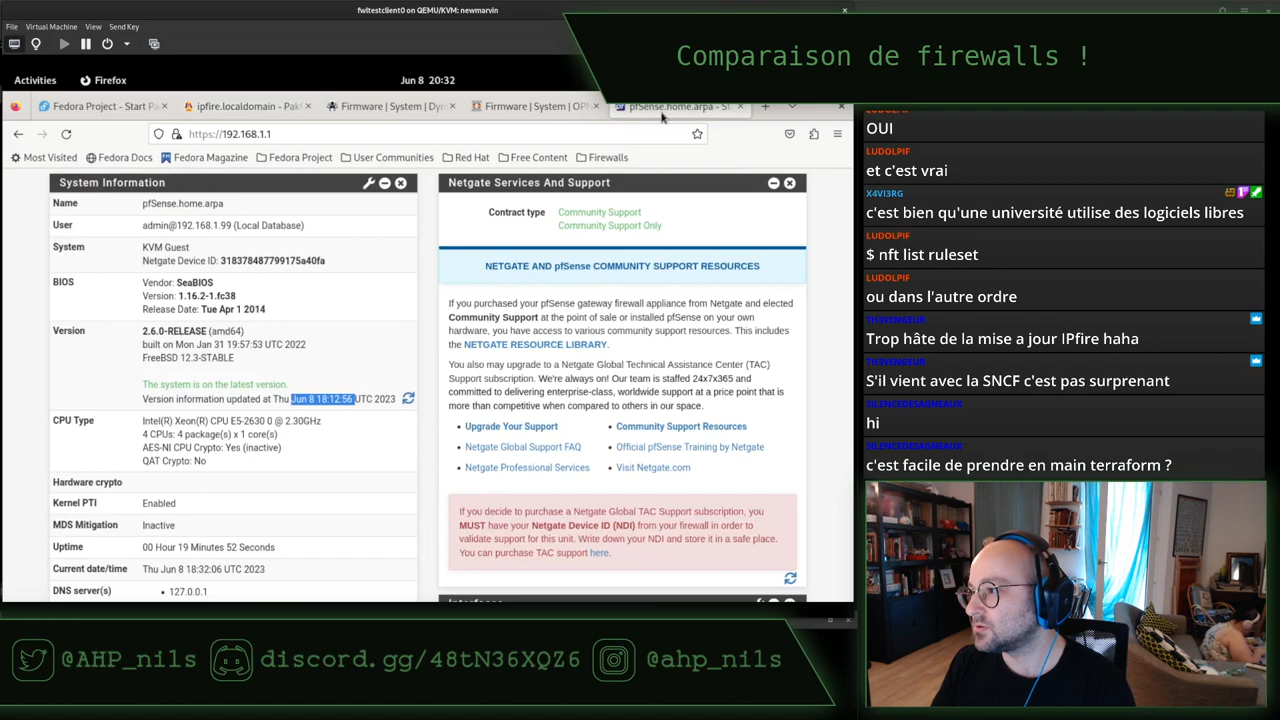 fwltestclient0 on QEMU/KVM: newmarvin
File Virtual Machine View Send Key
Comparaison de firewalls !
Activities Firefox Jun 8 20:32
Fedora Project - Start Pa ipfire.localdomain - Pakf Firmware | System | Dyn Firmware | System | OPN pfSense.home.arpa - St
https://192.168.1.1
Most Visited Fedora Docs Fedora Magazine Fedora Project User Communities Red Hat Free Content Firewalls
System Information
Name pfSense.home.arpa
User admin@192.168.1.99 (Local Database)
System KVM Guest
Netgate Device ID: 318378487799175a40fa
BIOS Vendor: SeaBIOS
Version: 1.16.2-1.fc38
Release Date: Tue Apr 1 2014
Version 2.6.0-RELEASE (amd64)
built on Mon Jan 31 19:57:53 UTC 2022
FreeBSD 12.3-STABLE
The system is on the latest version.
Version information updated at Thu Jun 8 18:12:56 UTC 2023
CPU Type Intel(R) Xeon(R) CPU E5-2630 0 @ 2.30GHz
4 CPUs: 4 package(s) x 1 core(s)
AES-NI CPU Crypto: Yes (inactive)
QAT Crypto: No
Hardware crypto
Kernel PTI Enabled
MDS Mitigation Inactive
Uptime 00 Hour 19 Minutes 52 Seconds
Current date/time Thu Jun 8 18:32:06 UTC 2023
DNS server(s) • 127.0.0.1
Netgate Services And Support
Contract type Community Support
Community Support Only
NETGATE AND pfSense COMMUNITY SUPPORT RESOURCES
If you purchased your pfSense gateway firewall appliance from Netgate and elected
Community Support at the point of sale or installed pfSense on your own
hardware, you have access to various community support resources. This includes
the NETGATE RESOURCE LIBRARY.
You also may upgrade to a Netgate Global Technical Assistance Center (TAC)
Support subscription. We're always on! Our team is staffed 24x7x365 and
committed to delivering enterprise-class, worldwide support at a price point that is
more than competitive when compared to others in our space.
• Upgrade Your Support • Community Support Resources
• Netgate Global Support FAQ • Official pfSense Training by Netgate
• Netgate Professional Services • Visit Netgate.com
If you decide to purchase a Netgate Global TAC Support subscription, you
MUST have your Netgate Device ID (NDI) from your firewall in order to
validate support for this unit. Write down your NDI and store it in a safe place.
You can purchase TAC support here.
LUDOLPIF
OUI
LUDOLPIF
et c'est vrai
X4VI3RG
c'est bien qu'une université utilise des logiciels libres
LUDOLPIF
$ nft list ruleset
LUDOLPIF
ou dans l'autre ordre
TH3VENGEUR
Trop hâte de la mise a jour IPfire haha
TH3VENGEUR
S'il vient avec la SNCF c'est pas surprenant
SILENCEDESAGNEAUX
hi
SILENCEDESAGNEAUX
c'est facile de prendre en main terraform ?
@AHP_nils discord.gg/48tN36XQZ6 @ahp_nils